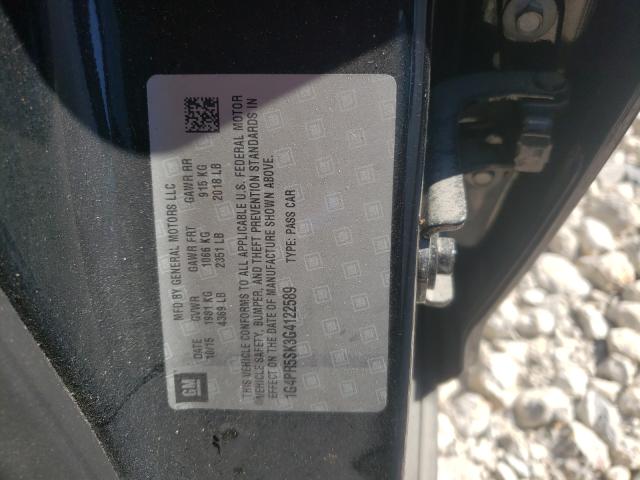 GM
MFD BY GENERAL MOTORS LLC
DATE GVWR GAWR FRT GAWR RR
10/15 1981 KG 1066 KG 915 KG
4369 LB 2351 LB 2018 LB
THIS VEHICLE CONFORMS TO ALL APPLICABLE U.S. FEDERAL MOTOR
VEHICLE SAFETY, BUMPER, AND THEFT PREVENTION STANDARDS IN
EFFECT ON THE DATE OF MANUFACTURE SHOWN ABOVE.
1G4PR5SK3G4122589 TYPE: PASS CAR